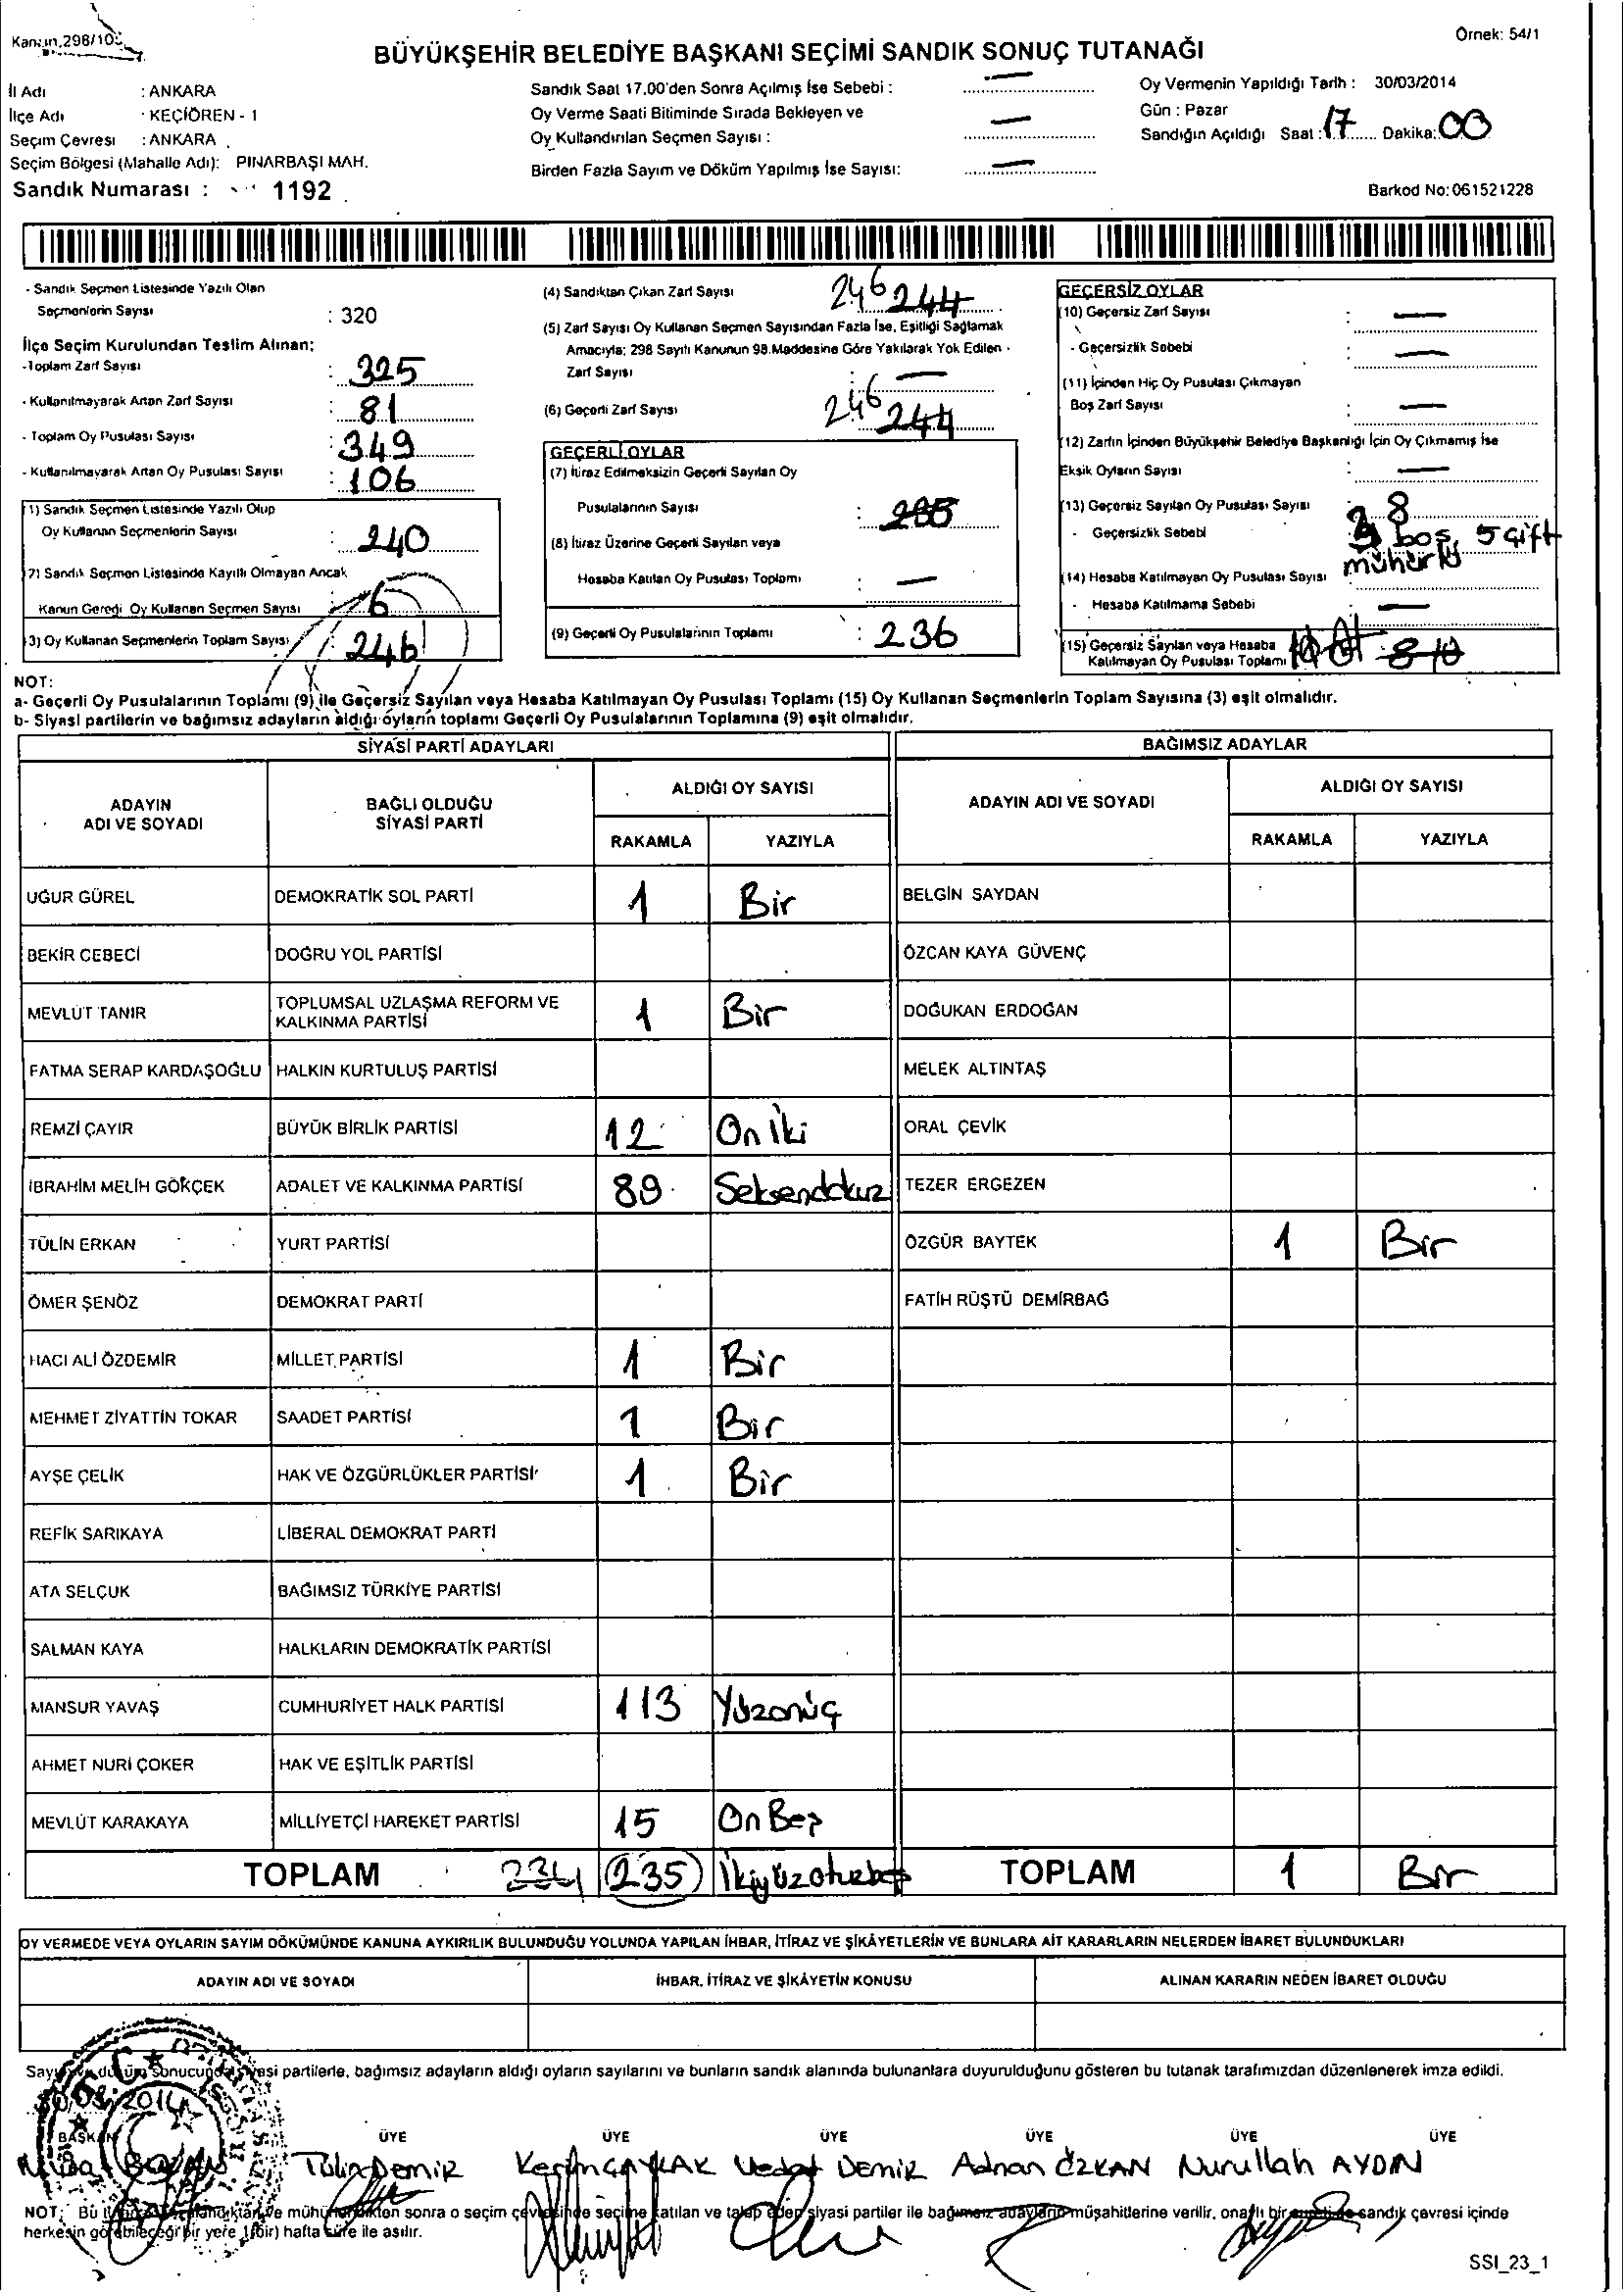 Kanun.298/105
Örnek: 54/1
BÜYÜKŞEHİR BELEDİYE BAŞKANI SEÇİMİ SANDIK SONUÇ TUTANAĞI
İl Adı : ANKARA
İlçe Adı : KEÇİÖREN - 1
Seçim Çevresi : ANKARA
Seçim Bölgesi (Mahalle Adı): PINARBAŞI MAH.
Sandık Numarası : 1192
Sandık Saat 17.00'den Sonra Açılmış İse Sebebi : —
Oy Verme Saati Bitiminde Sırada Bekleyen ve
Oy Kullandırılan Seçmen Sayısı : —
Birden Fazla Sayım ve Döküm Yapılmış İse Sayısı: —
Oy Vermenin Yapıldığı Tarih : 30/03/2014
Gün : Pazar
Sandığın Açıldığı Saat : 17 Dakika: 00
Barkod No: 061521228
- Sandık Seçmen Listesinde Yazılı Olan
Seçmenlerin Sayısı : 320
İlçe Seçim Kurulundan Teslim Alınan:
-Toplam Zarf Sayısı : 325
- Kullanılmayarak Artan Zarf Sayısı : 81
- Toplam Oy Pusulası Sayısı : 349
- Kullanılmayarak Artan Oy Pusulası Sayısı : 106
(1) Sandık Seçmen Listesinde Yazılı Olup
Oy Kullanan Seçmenlerin Sayısı : 240
(2) Sandık Seçmen Listesinde Kayıtlı Olmayan Ancak
Kanun Gereği Oy Kullanan Seçmen Sayısı : 6
(3) Oy Kullanan Seçmenlerin Toplam Sayısı : 246
(4) Sandıktan Çıkan Zarf Sayısı 246 244
(5) Zarf Sayısı Oy Kullanan Seçmen Sayısından Fazla İse, Eşitliği Sağlamak
Amacıyla; 298 Sayılı Kanunun 98.Maddesine Göre Yakılarak Yok Edilen
Zarf Sayısı : —
(6) Geçerli Zarf Sayısı 246 244
GEÇERLİ OYLAR
(7) İtiraz Edilmeksizin Geçerli Sayılan Oy
Pusulalarının Sayısı :
(8) İtiraz Üzerine Geçerli Sayılan veya
Hesaba Katılan Oy Pusulası Toplamı : —
(9) Geçerli Oy Pusulalarının Toplamı : 236
GEÇERSİZ OYLAR
(10) Geçersiz Zarf Sayısı : —
- Geçersizlik Sebebi : —
(11) İçinden Hiç Oy Pusulası Çıkmayan
Boş Zarf Sayısı : —
(12) Zarfın İçinden Büyükşehir Belediye Başkanlığı İçin Oy Çıkmamış İse
Eksik Oyların Sayısı : —
(13) Geçersiz Sayılan Oy Pusulası Sayısı : 8
- Geçersizlik Sebebi : 3 boş, 5 çift
mühürlü
(14) Hesaba Katılmayan Oy Pusulası Sayısı :
- Hesaba Katılmama Sebebi : —
(15) Geçersiz Sayılan veya Hesaba
Katılmayan Oy Pusulası Toplamı 8 10
NOT:
a- Geçerli Oy Pusulalarının Toplamı (9) ile Geçersiz Sayılan veya Hesaba Katılmayan Oy Pusulası Toplamı (15) Oy Kullanan Seçmenlerin Toplam Sayısına (3) eşit olmalıdır.
b- Siyasi partilerin ve bağımsız adayların aldığı oyların toplamı Geçerli Oy Pusulalarının Toplamına (9) eşit olmalıdır.
SİYASİ PARTİ ADAYLARI BAĞIMSIZ ADAYLAR
ADAYIN
ADI VE SOYADI
BAĞLI OLDUĞU
SİYASİ PARTİ
ALDIĞI OY SAYISI
RAKAMLA YAZIYLA
ADAYIN ADI VE SOYADI
ALDIĞI OY SAYISI
RAKAMLA YAZIYLA
UĞUR GÜREL DEMOKRATİK SOL PARTİ 1 Bir BELGİN SAYDAN
BEKİR CEBECİ DOĞRU YOL PARTİSİ ÖZCAN KAYA GÜVENÇ
MEVLÜT TANIR TOPLUMSAL UZLAŞMA REFORM VE
KALKINMA PARTİSİ 1 Bir DOĞUKAN ERDOĞAN
FATMA SERAP KARDAŞOĞLU HALKIN KURTULUŞ PARTİSİ MELEK ALTINTAŞ
REMZİ ÇAYIR BÜYÜK BİRLİK PARTİSİ 12 On İki ORAL ÇEVİK
İBRAHİM MELİH GÖKÇEK ADALET VE KALKINMA PARTİSİ 89 Seksendokuz TEZER ERGEZEN
TÜLİN ERKAN YURT PARTİSİ ÖZGÜR BAYTEK 1 Bir
ÖMER ŞENÖZ DEMOKRAT PARTİ FATİH RÜŞTÜ DEMİRBAĞ
HACI ALİ ÖZDEMİR MİLLET PARTİSİ 1 Bir
MEHMET ZİYATTİN TOKAR SAADET PARTİSİ 1 Bir
AYŞE ÇELİK HAK VE ÖZGÜRLÜKLER PARTİSİ 1 Bir
REFİK SARIKAYA LİBERAL DEMOKRAT PARTİ
ATA SELÇUK BAĞIMSIZ TÜRKİYE PARTİSİ
SALMAN KAYA HALKLARIN DEMOKRATİK PARTİSİ
MANSUR YAVAŞ CUMHURİYET HALK PARTİSİ 113 Yüzonüç
AHMET NURİ ÇOKER HAK VE EŞİTLİK PARTİSİ
MEVLÜT KARAKAYA MİLLİYETÇİ HAREKET PARTİSİ 15 On Beş
TOPLAM 234 235 İkiyüzotuzbeş TOPLAM 1 Bir
OY VERMEDE VEYA OYLARIN SAYIM DÖKÜMÜNDE KANUNA AYKIRILIK BULUNDUĞU YOLUNDA YAPILAN İHBAR, İTİRAZ VE ŞİKÂYETLERİN VE BUNLARA AİT KARARLARIN NELERDEN İBARET BULUNDUKLARI
ADAYIN ADI VE SOYADI İHBAR, İTİRAZ VE ŞİKÂYETİN KONUSU ALINAN KARARIN NEDEN İBARET OLDUĞU
Sayım ve döküm sonucunda siyasi partilerle, bağımsız adayların aldığı oyların sayılarını ve bunların sandık alanında bulunanlara duyurulduğunu gösteren bu tutanak tarafımızdan düzenlenerek imza edildi.
30.03.2014
BAŞKAN ÜYE ÜYE ÜYE ÜYE ÜYE ÜYE
Tülin Demir Vedat Demir Adnan ÖZKAN Nurullah AYDIN
NOT: Bu mühürlendikten sonra o seçim çevresinde seçime katılan ve talep eden siyasi partiler ile bağımsız adayların müşahitlerine verilir, onaylı bir sandık çevresi içinde
herkesin görebileceği bir yere 1(bir) hafta süre ile asılır.
SSI_23_1